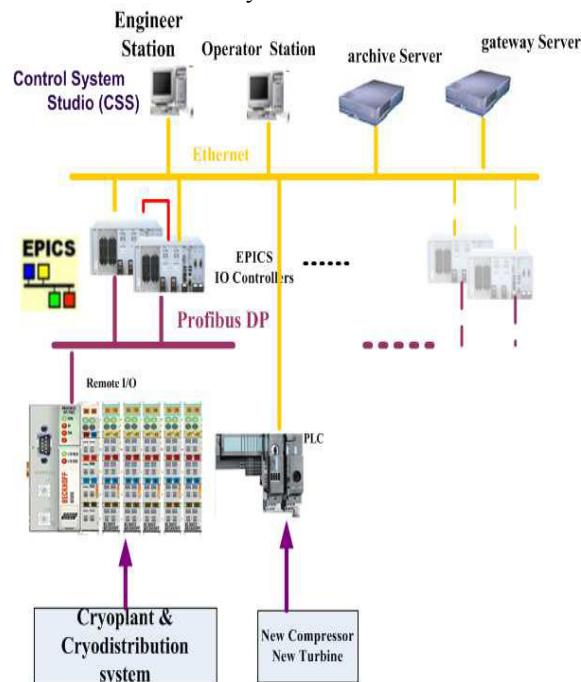 Engineer
Station
Operator Station
archive Server
gateway Server
Control System
Studio (CSS)
Ethernet
EPICS
EPICS
IO Controllers
Profibus DP
Remote I/O
PLC
BECKHOFF
Cryoplant &
Cryodistribution
system
New Compressor
New Turbine